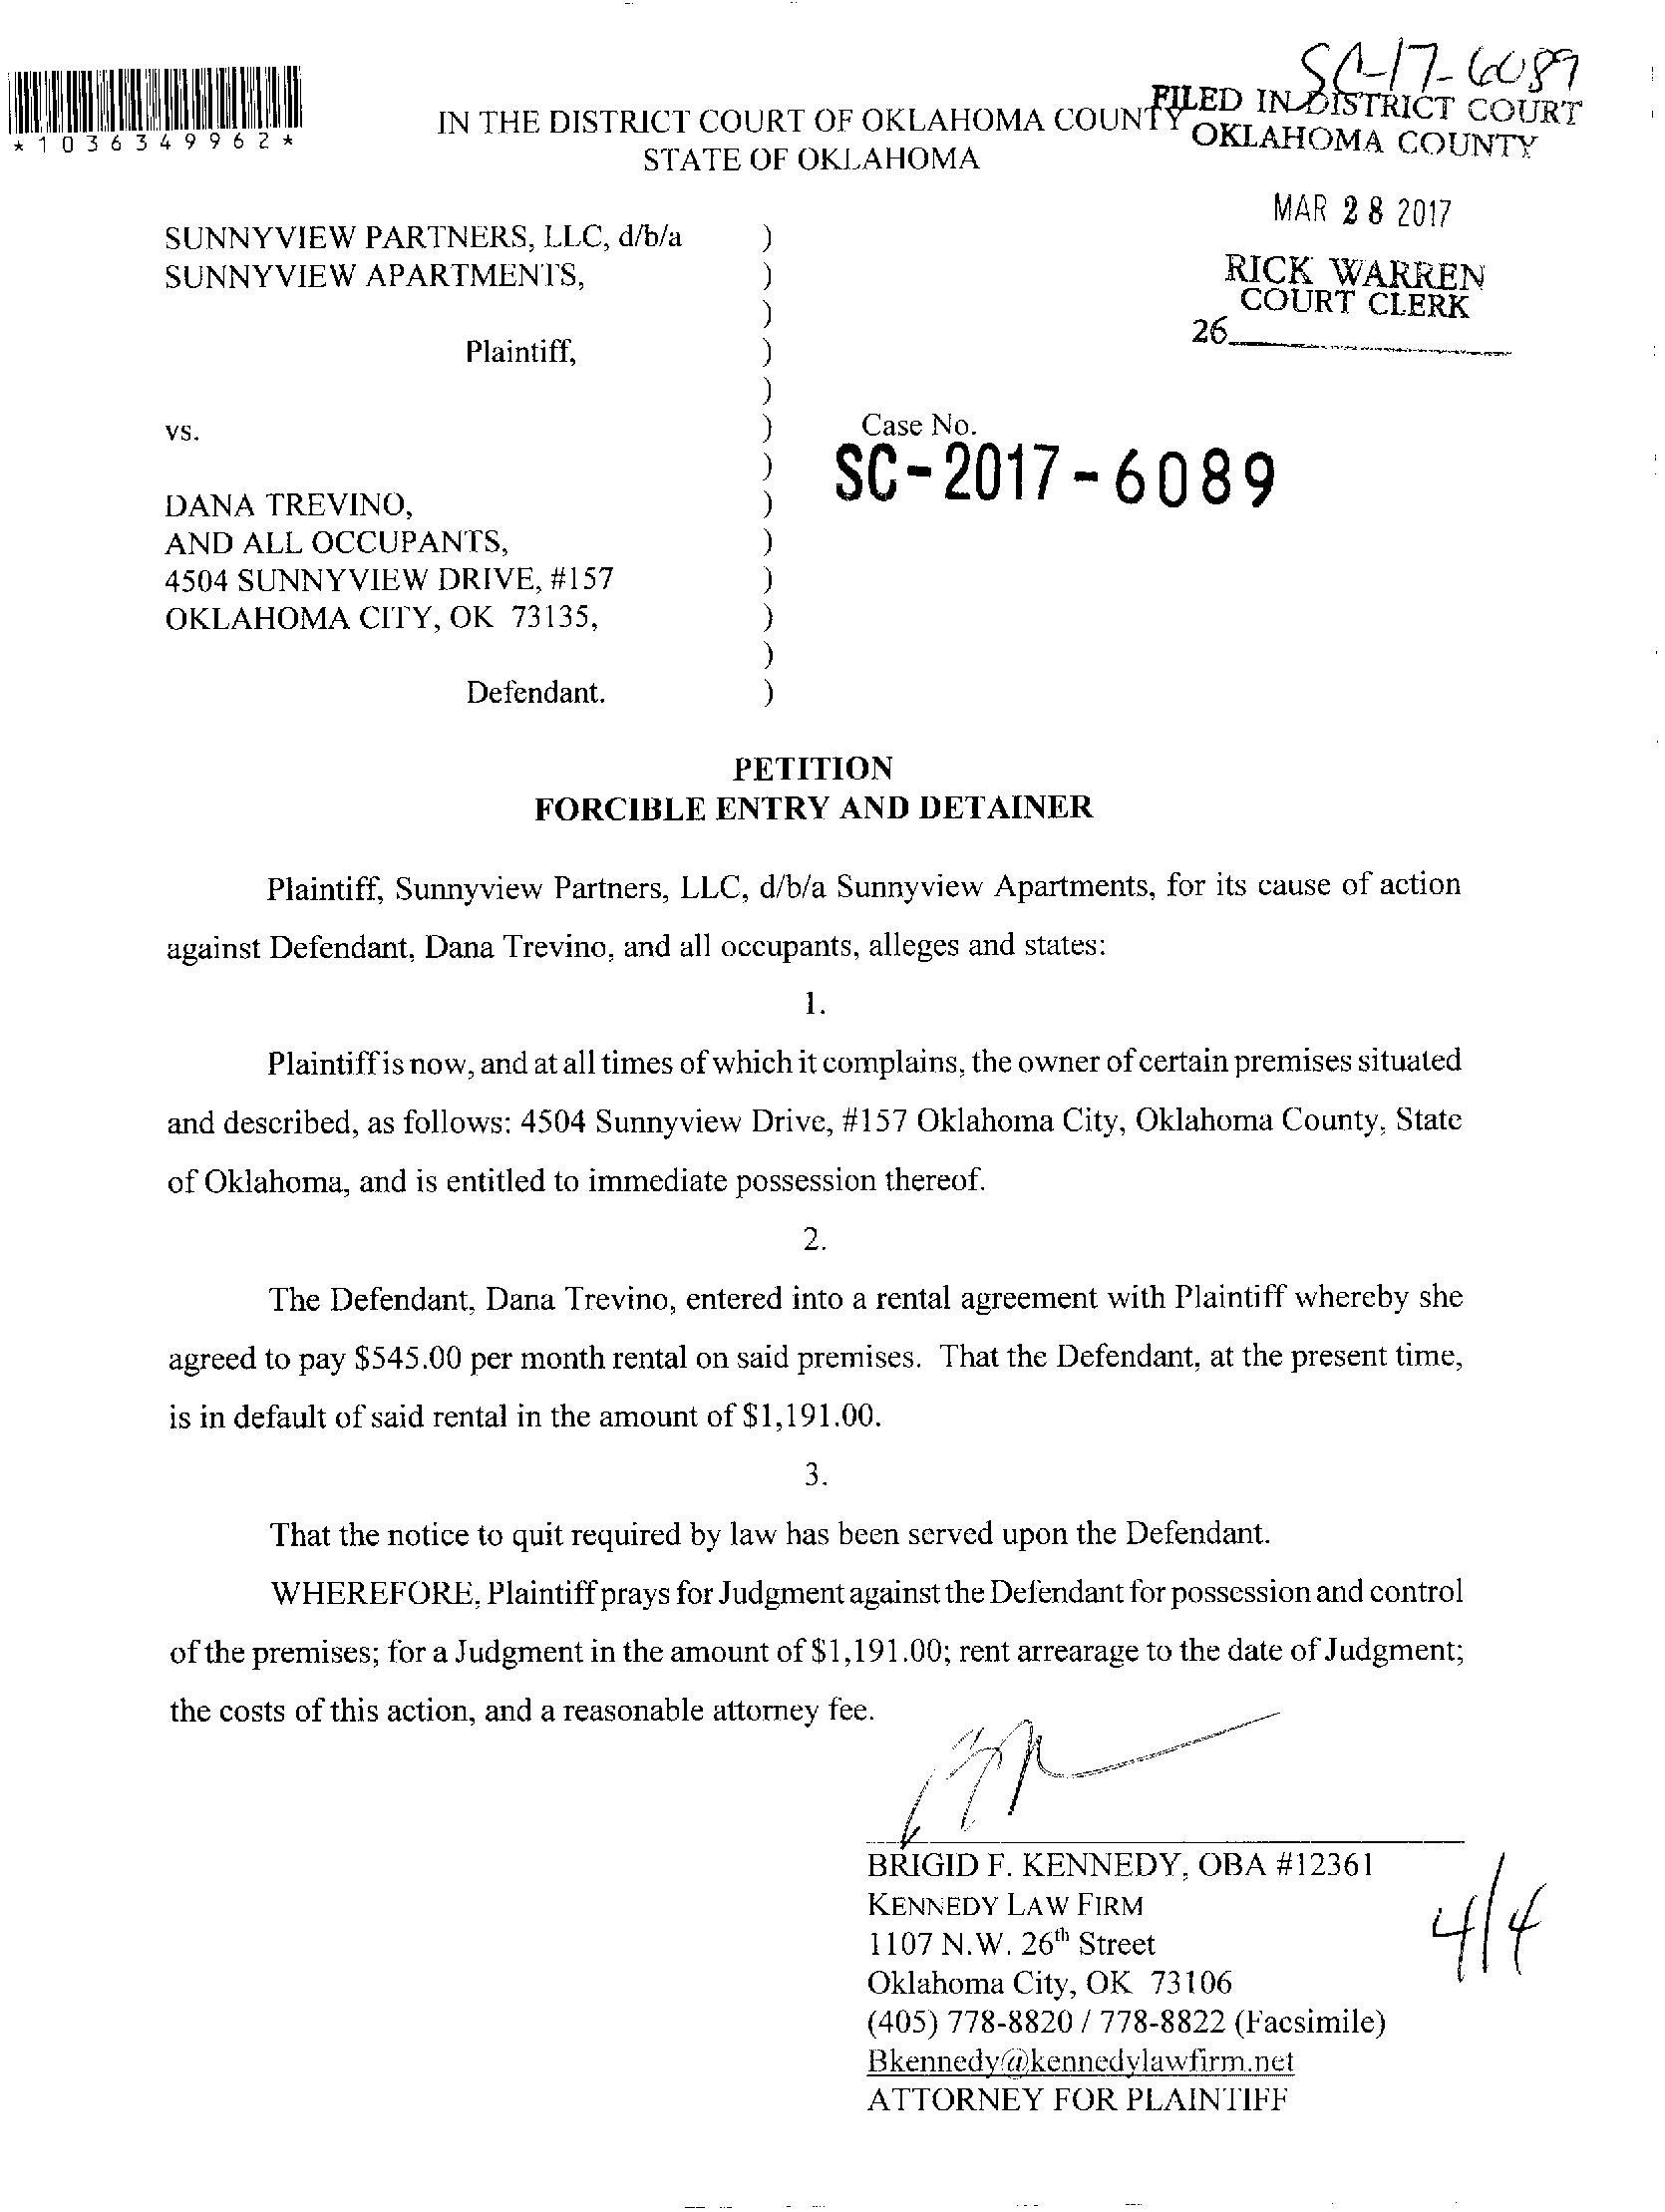 SC-17-6089
*1036349962*
IN THE DISTRICT COURT OF OKLAHOMA COUNTY
STATE OF OKLAHOMA
FILED IN DISTRICT COURT
OKLAHOMA COUNTY
MAR 28 2017
RICK WARREN
COURT CLERK
26
SUNNYVIEW PARTNERS, LLC, d/b/a )
SUNNYVIEW APARTMENTS, )
)
Plaintiff, )
)
vs. ) Case No.
) SC-2017-6089
DANA TREVINO, )
AND ALL OCCUPANTS, )
4504 SUNNYVIEW DRIVE, #157 )
OKLAHOMA CITY, OK 73135, )
)
Defendant. )
PETITION
FORCIBLE ENTRY AND DETAINER
Plaintiff, Sunnyview Partners, LLC, d/b/a Sunnyview Apartments, for its cause of action
against Defendant, Dana Trevino, and all occupants, alleges and states:
1.
Plaintiff is now, and at all times of which it complains, the owner of certain premises situated
and described, as follows: 4504 Sunnyview Drive, #157 Oklahoma City, Oklahoma County, State
of Oklahoma, and is entitled to immediate possession thereof.
2.
The Defendant, Dana Trevino, entered into a rental agreement with Plaintiff whereby she
agreed to pay $545.00 per month rental on said premises. That the Defendant, at the present time,
is in default of said rental in the amount of $1,191.00.
3.
That the notice to quit required by law has been served upon the Defendant.
WHEREFORE, Plaintiff prays for Judgment against the Defendant for possession and control
of the premises; for a Judgment in the amount of $1,191.00; rent arrearage to the date of Judgment;
the costs of this action, and a reasonable attorney fee.
BRIGID F. KENNEDY, OBA #12361
KENNEDY LAW FIRM
1107 N.W. 26th Street
Oklahoma City, OK 73106
(405) 778-8820 / 778-8822 (Facsimile)
Bkennedy@kennedylawfirm.net
ATTORNEY FOR PLAINTIFF
4/4